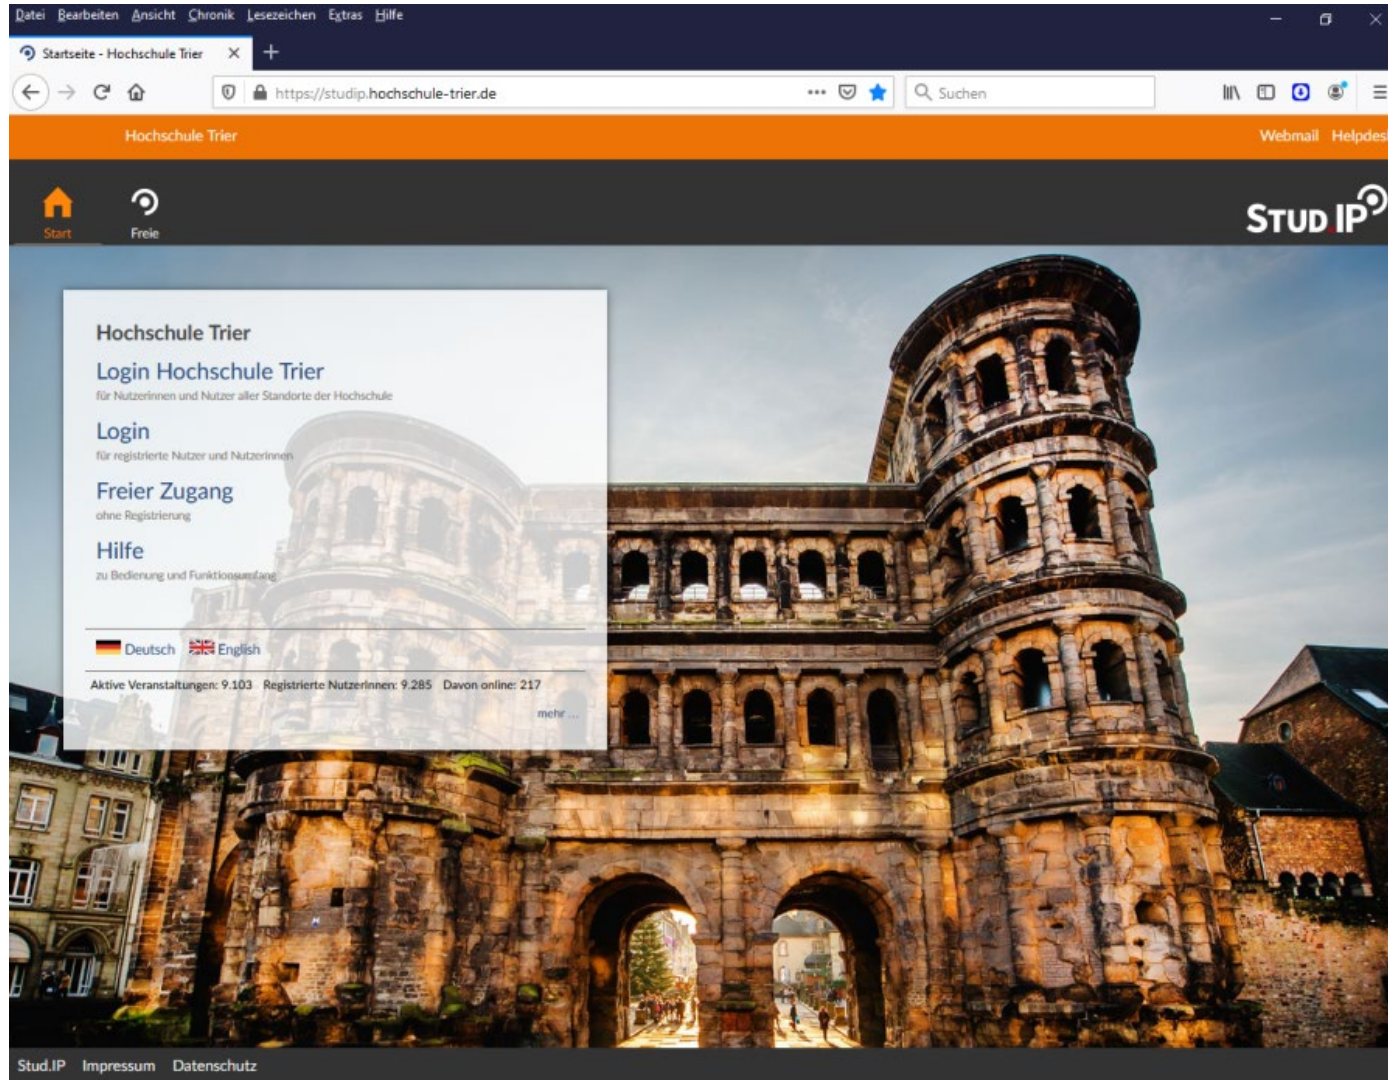 Datei Bearbeiten Ansicht Chronik Lesezeichen Extras Hilfe
Startseite - Hochschule Trier
https://studip.hochschule-trier.de
Suchen
Hochschule Trier
Webmail Helpdesk
Start
Freie
STUD.IP
Hochschule Trier
Login Hochschule Trier
für Nutzerinnen und Nutzer aller Standorte der Hochschule
Login
für registrierte Nutzer und Nutzerinnen
Freier Zugang
ohne Registrierung
Hilfe
zu Bedienung und Funktionsumfang
Deutsch English
Aktive Veranstaltungen: 9.103 Registrierte NutzerInnen: 9.285 Davon online: 217
mehr ...
Stud.IP Impressum Datenschutz